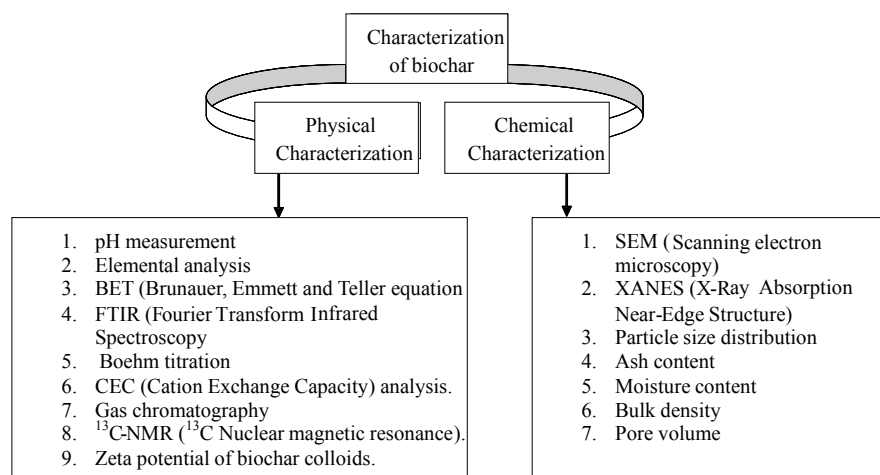 Characterization
of biochar
Physical
Characterization
Chemical
Characterization
1. pH measurement
2. Elemental analysis
3. BET (Brunauer, Emmett and Teller equation
4. FTIR (Fourier Transform Infrared
Spectroscopy
5. Boehm titration
6. CEC (Cation Exchange Capacity) analysis.
7. Gas chromatography
8. ¹³C-NMR (¹³C Nuclear magnetic resonance).
9. Zeta potential of biochar colloids.
1. SEM (Scanning electron
microscopy)
2. XANES (X-Ray Absorption
Near-Edge Structure)
3. Particle size distribution
4. Ash content
5. Moisture content
6. Bulk density
7. Pore volume